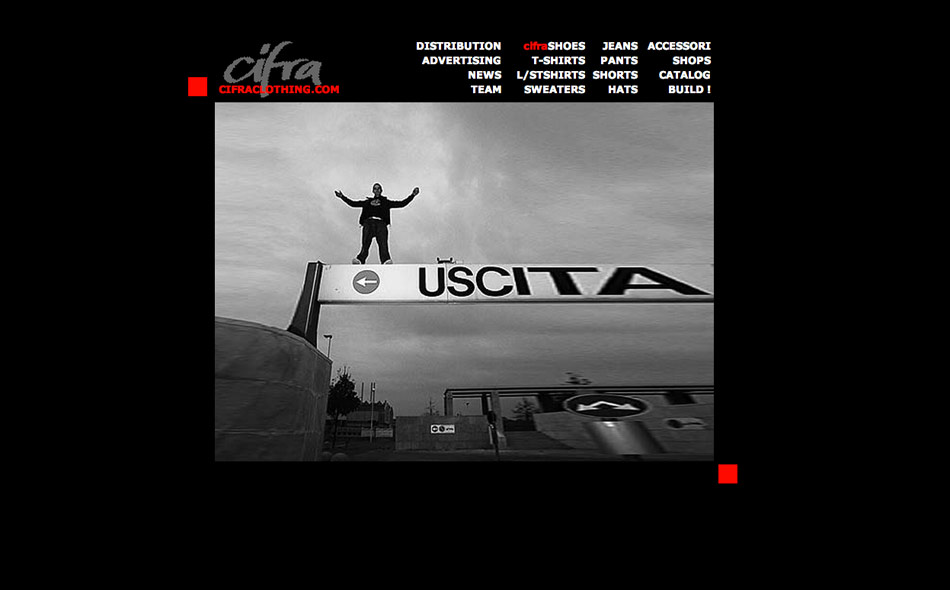 cifra
CIFRACLOTHING.COM
DISTRIBUTION cifraSHOES JEANS ACCESSORI
ADVERTISING T-SHIRTS PANTS SHOPS
NEWS L/STSHIRTS SHORTS CATALOG
TEAM SWEATERS HATS BUILD !
USCITA